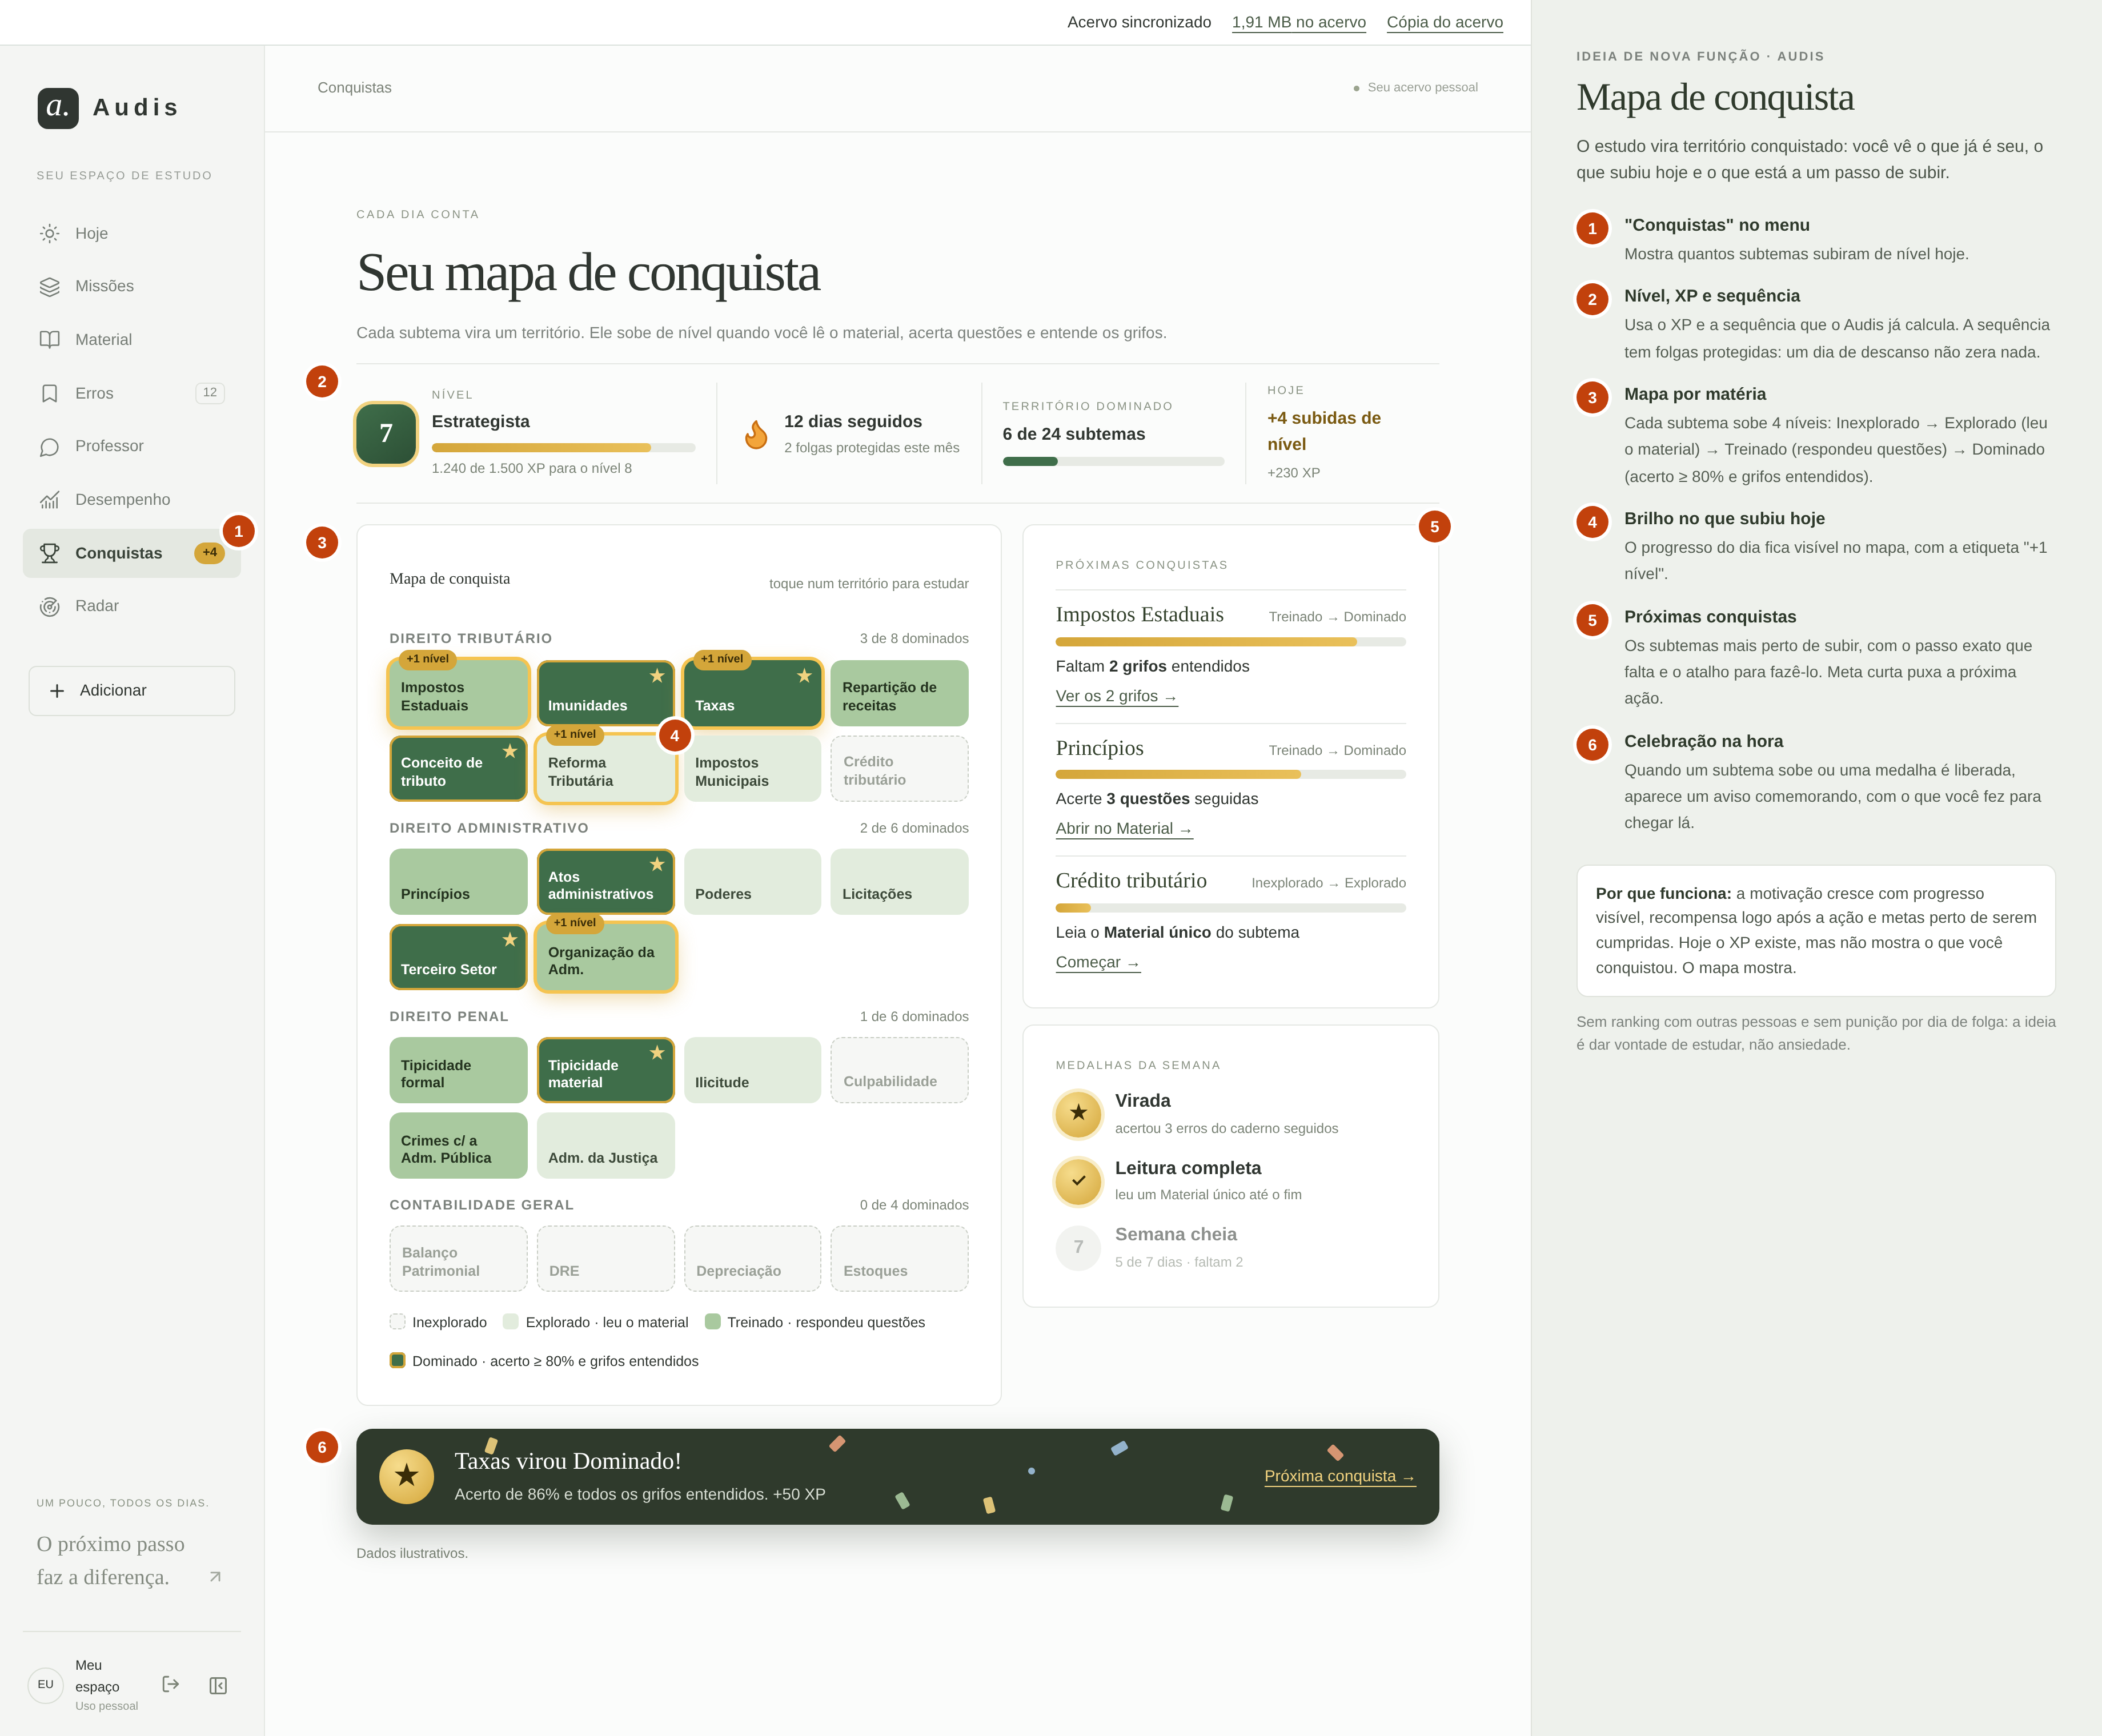 Acervo sincronizado 1,91 MB no acervo Cópia do acervo
a. Audis
SEU ESPAÇO DE ESTUDO
Hoje
Missões
Material
Erros 12
Professor
Desempenho
Conquistas +4
1
Radar
Adicionar
UM POUCO, TODOS OS DIAS.
O próximo passo
faz a diferença.
EU
Meu
espaço
Uso pessoal
Conquistas
Seu acervo pessoal
CADA DIA CONTA
Seu mapa de conquista
Cada subtema vira um território. Ele sobe de nível quando você lê o material, acerta questões e entende os grifos.
2
7
NÍVEL
Estrategista
1.240 de 1.500 XP para o nível 8
12 dias seguidos
2 folgas protegidas este mês
TERRITÓRIO DOMINADO
6 de 24 subtemas
HOJE
+4 subidas de
nível
+230 XP
3
Mapa de conquista
toque num território para estudar
DIREITO TRIBUTÁRIO 3 de 8 dominados
+1 nível
Impostos
Estaduais
Imunidades
+1 nível
Taxas
Repartição de
receitas
Conceito de
tributo
+1 nível
4
Reforma
Tributária
Impostos
Municipais
Crédito
tributário
DIREITO ADMINISTRATIVO 2 de 6 dominados
Princípios
Atos
administrativos
Poderes
Licitações
Terceiro Setor
+1 nível
Organização da
Adm.
DIREITO PENAL 1 de 6 dominados
Tipicidade
formal
Tipicidade
material
Ilicitude
Culpabilidade
Crimes c/ a
Adm. Pública
Adm. da Justiça
CONTABILIDADE GERAL 0 de 4 dominados
Balanço
Patrimonial
DRE
Depreciação
Estoques
Inexplorado Explorado · leu o material Treinado · respondeu questões
Dominado · acerto ≥ 80% e grifos entendidos
5
PRÓXIMAS CONQUISTAS
Impostos Estaduais Treinado → Dominado
Faltam 2 grifos entendidos
Ver os 2 grifos →
Princípios Treinado → Dominado
Acerte 3 questões seguidas
Abrir no Material →
Crédito tributário Inexplorado → Explorado
Leia o Material único do subtema
Começar →
MEDALHAS DA SEMANA
Virada
acertou 3 erros do caderno seguidos
Leitura completa
leu um Material único até o fim
7
Semana cheia
5 de 7 dias · faltam 2
6
Taxas virou Dominado!
Acerto de 86% e todos os grifos entendidos. +50 XP
Próxima conquista →
Dados ilustrativos.
IDEIA DE NOVA FUNÇÃO · AUDIS
Mapa de conquista
O estudo vira território conquistado: você vê o que já é seu, o
que subiu hoje e o que está a um passo de subir.
1 "Conquistas" no menu
Mostra quantos subtemas subiram de nível hoje.
2 Nível, XP e sequência
Usa o XP e a sequência que o Audis já calcula. A sequência
tem folgas protegidas: um dia de descanso não zera nada.
3 Mapa por matéria
Cada subtema sobe 4 níveis: Inexplorado → Explorado (leu
o material) → Treinado (respondeu questões) → Dominado
(acerto ≥ 80% e grifos entendidos).
4 Brilho no que subiu hoje
O progresso do dia fica visível no mapa, com a etiqueta "+1
nível".
5 Próximas conquistas
Os subtemas mais perto de subir, com o passo exato que
falta e o atalho para fazê-lo. Meta curta puxa a próxima
ação.
6 Celebração na hora
Quando um subtema sobe ou uma medalha é liberada,
aparece um aviso comemorando, com o que você fez para
chegar lá.
Por que funciona: a motivação cresce com progresso
visível, recompensa logo após a ação e metas perto de serem
cumpridas. Hoje o XP existe, mas não mostra o que você
conquistou. O mapa mostra.
Sem ranking com outras pessoas e sem punição por dia de folga: a ideia
é dar vontade de estudar, não ansiedade.